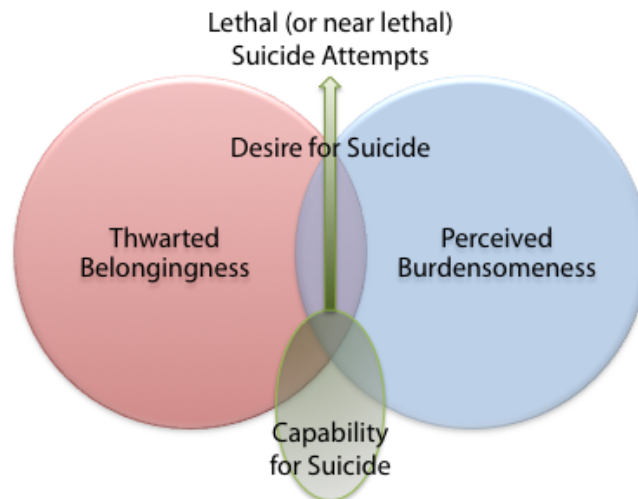 Lethal (or near lethal)
Suicide Attempts
Desire for Suicide
Thwarted
Belongingness
Perceived
Burdensomeness
Capability
for Suicide